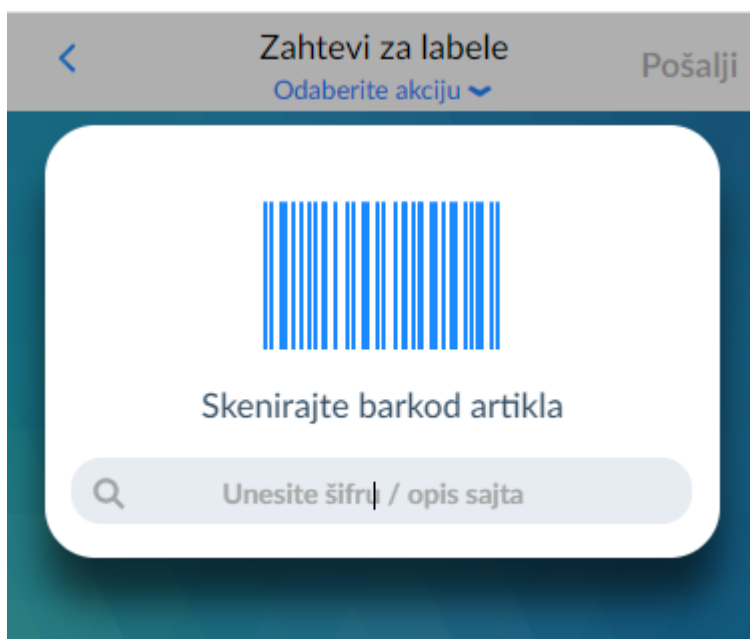 Zahtevi za labele
Odaberite akciju
Pošalji
Skenirajte barkod artikla
Unesite šifru / opis sajta